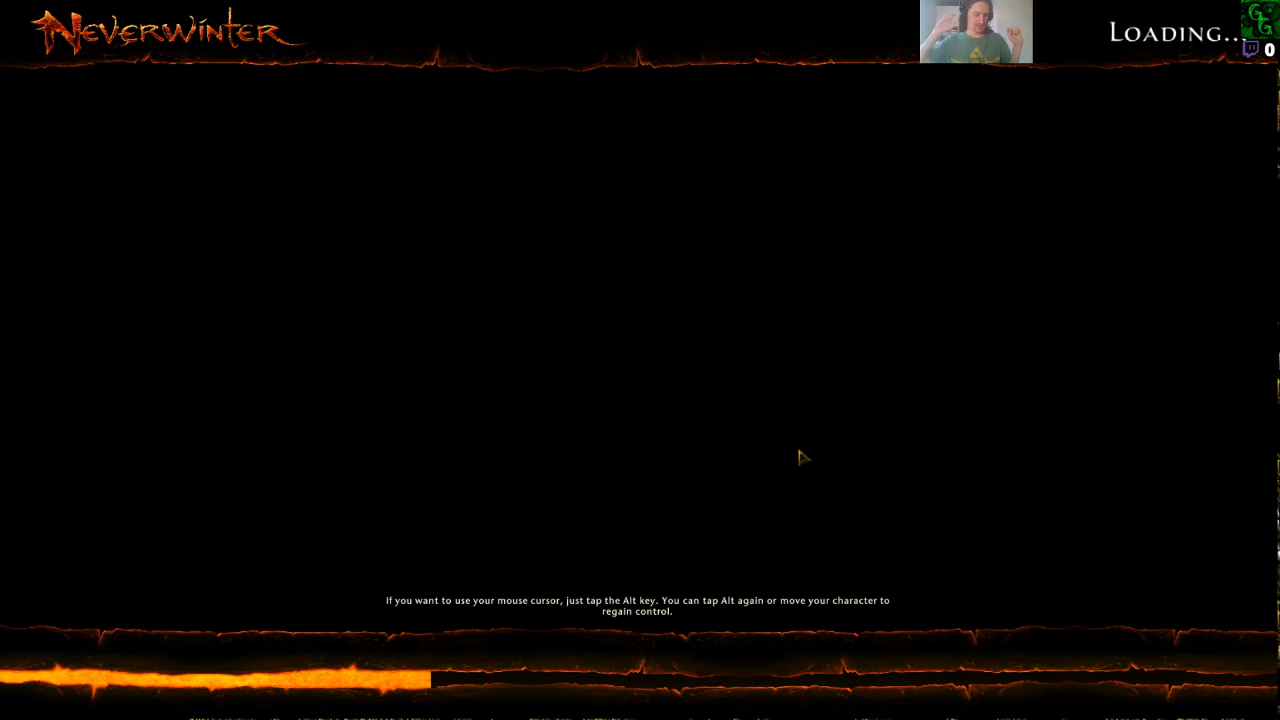 NEVERWINTER
LOADING...
GG
0
If you want to use your mouse cursor, just tap the Alt key. You can tap Alt again or move your character to
regain control.